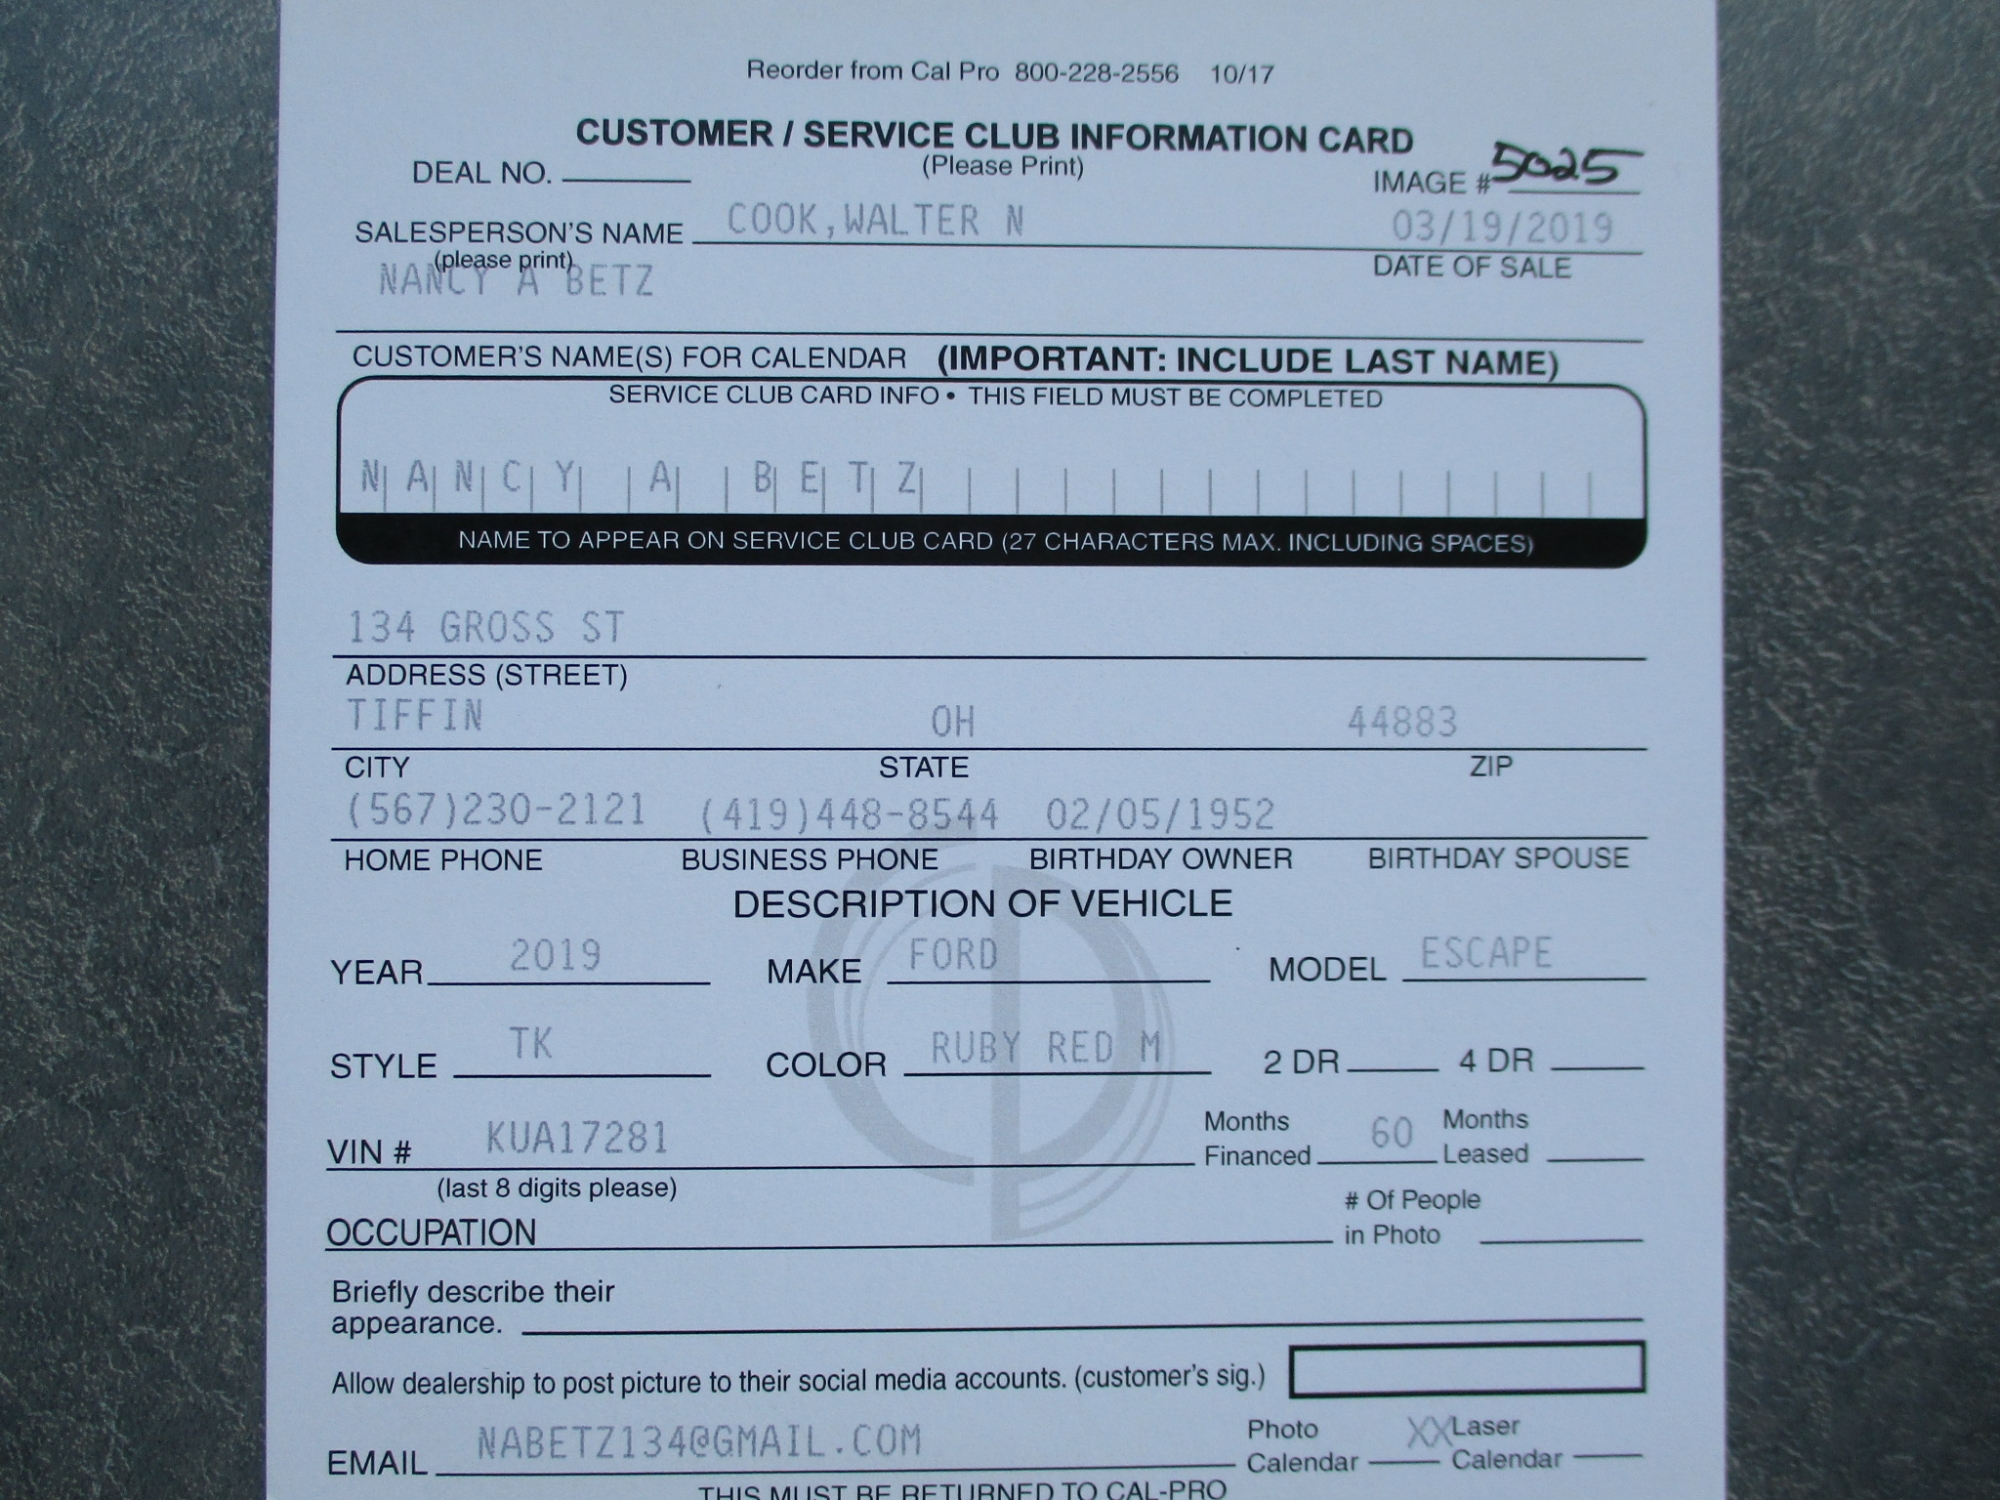 Reorder from Cal Pro 800-228-2556 10/17
CUSTOMER / SERVICE CLUB INFORMATION CARD
DEAL NO. (Please Print) IMAGE # 5025
SALESPERSON'S NAME COOK,WALTER N 03/19/2019
(please print) DATE OF SALE
NANCY A BETZ
CUSTOMER'S NAME(S) FOR CALENDAR (IMPORTANT: INCLUDE LAST NAME)
SERVICE CLUB CARD INFO • THIS FIELD MUST BE COMPLETED
NANCY A BETZ
NAME TO APPEAR ON SERVICE CLUB CARD (27 CHARACTERS MAX. INCLUDING SPACES)
134 GROSS ST
ADDRESS (STREET)
TIFFIN OH 44883
CITY STATE ZIP
(567)230-2121 (419)448-8544 02/05/1952
HOME PHONE BUSINESS PHONE BIRTHDAY OWNER BIRTHDAY SPOUSE
DESCRIPTION OF VEHICLE
YEAR 2019 MAKE FORD MODEL ESCAPE
STYLE TK COLOR RUBY RED M 2 DR 4 DR
VIN # KUA17281 Months Financed 60 Months Leased
(last 8 digits please)
OCCUPATION # Of People in Photo
Briefly describe their
appearance.
Allow dealership to post picture to their social media accounts. (customer's sig.)
EMAIL NABETZ134@GMAIL.COM Photo Calendar XX Laser Calendar
THIS MUST BE RETURNED TO CAL-PRO